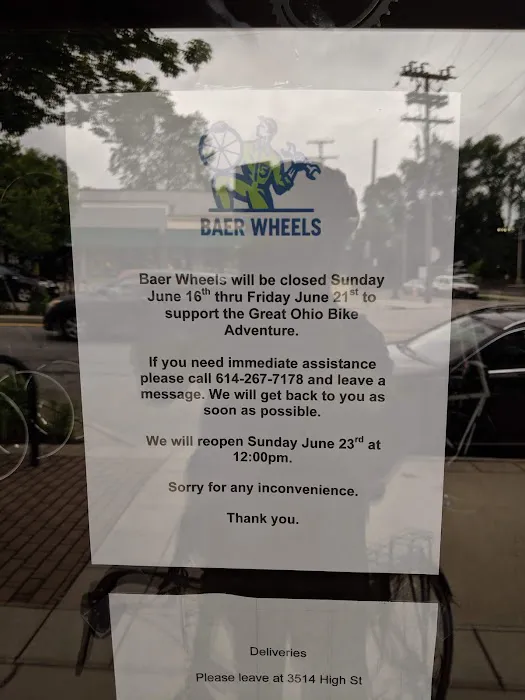 BAER WHEELS
Baer Wheels will be closed Sunday
June 16th thru Friday June 21st to
support the Great Ohio Bike
Adventure.
If you need immediate assistance
please call 614-267-7178 and leave a
message. We will get back to you as
soon as possible.
We will reopen Sunday June 23rd at
12:00pm.
Sorry for any inconvenience.
Thank you.
Deliveries
Please leave at 3514 High St